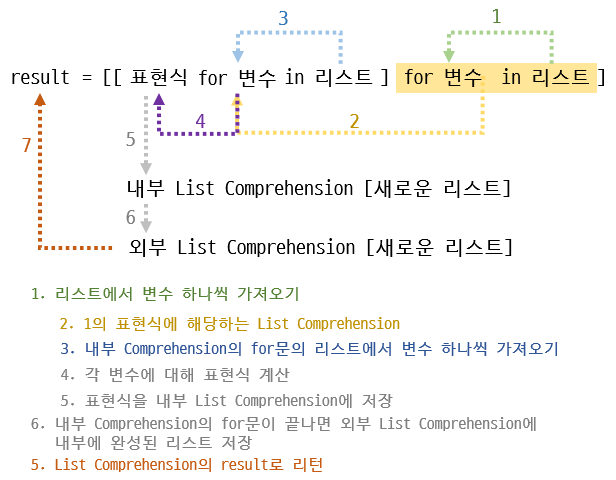 3
1
result = [[ 표현식 for 변수 in 리스트 ] for 변수 in 리스트 ]
4
2
5
7
내부 List Comprehension [새로운 리스트]
6
외부 List Comprehension [새로운 리스트]
1. 리스트에서 변수 하나씩 가져오기
2. 1의 표현식에 해당하는 List Comprehension
3. 내부 Comprehension의 for문의 리스트에서 변수 하나씩 가져오기
4. 각 변수에 대해 표현식 계산
5. 표현식을 내부 List Comprehension에 저장
6. 내부 Comprehension의 for문이 끝나면 외부 List Comprehension에
내부에 완성된 리스트 저장
5. List Comprehension의 result로 리턴